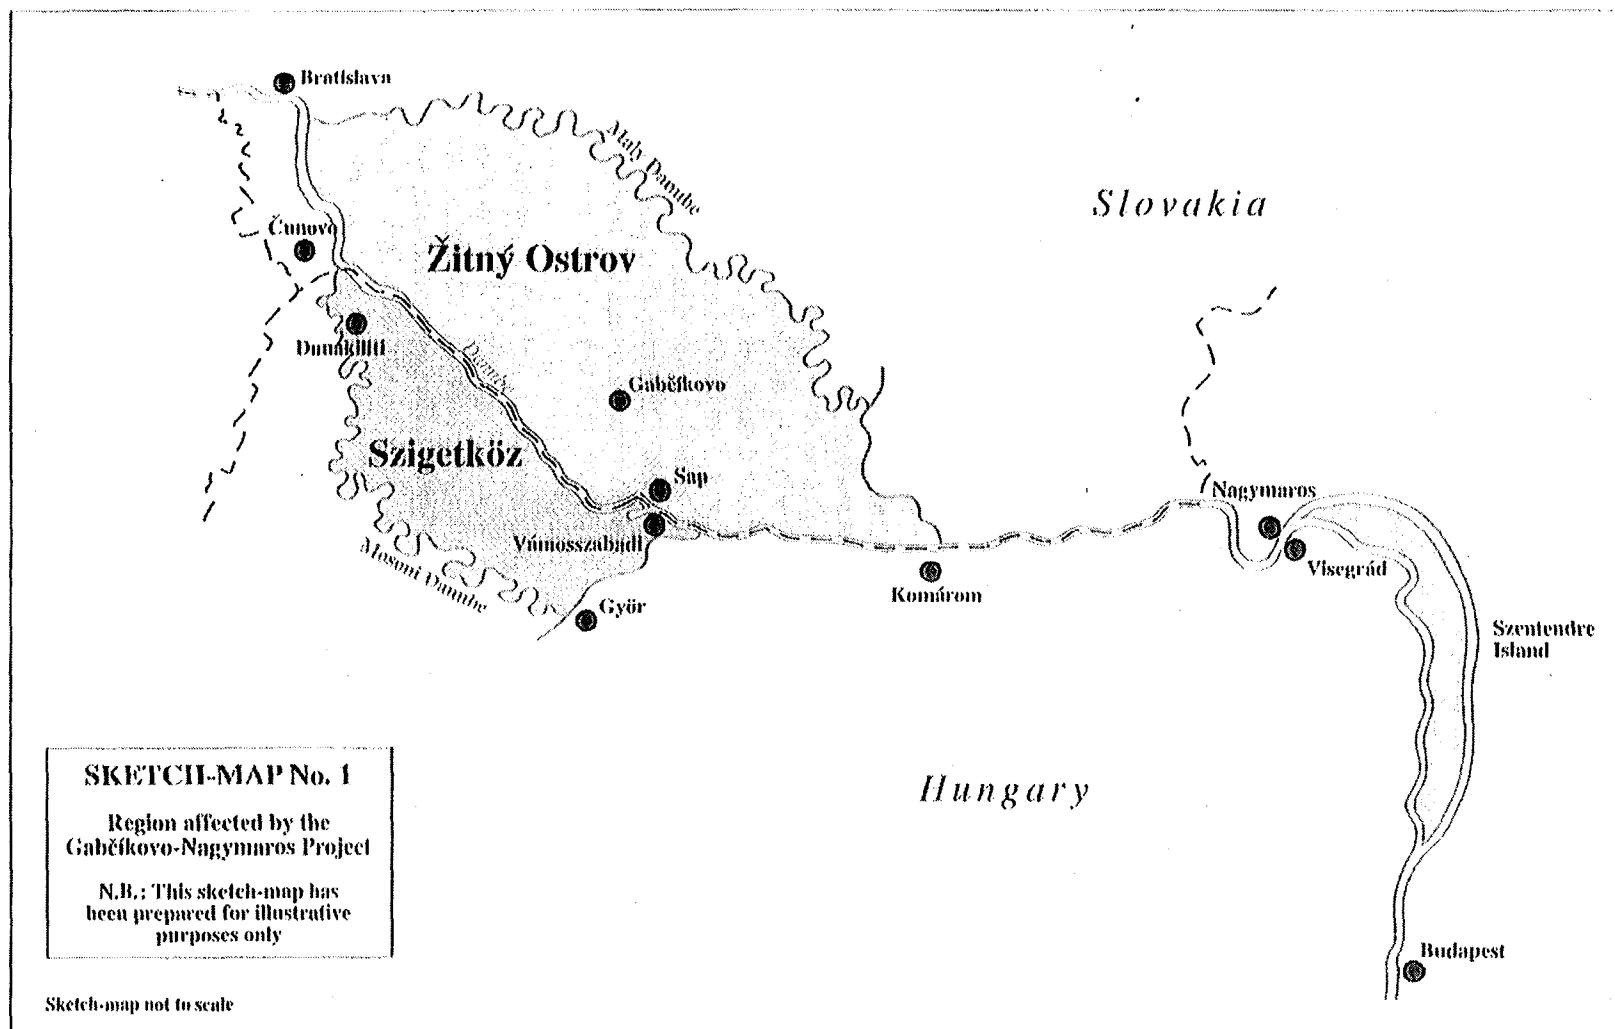 Bratislava
Maly Danube
Slovakia
Čunovo
Žitný Ostrov
Dunakiliti
Danube
Gabčíkovo
Szigetköz
Sap
Nagymaros
Vámosszabadi
Visegrád
Mosoni Danube
Komárom
Györ
Szentendre
Island
SKETCH-MAP No. 1
Hungary
Region affected by the
Gabčíkovo-Nagymaros Project
N.B.: This sketch-map has
been prepared for illustrative
purposes only
Budapest
Sketch-map not to scale